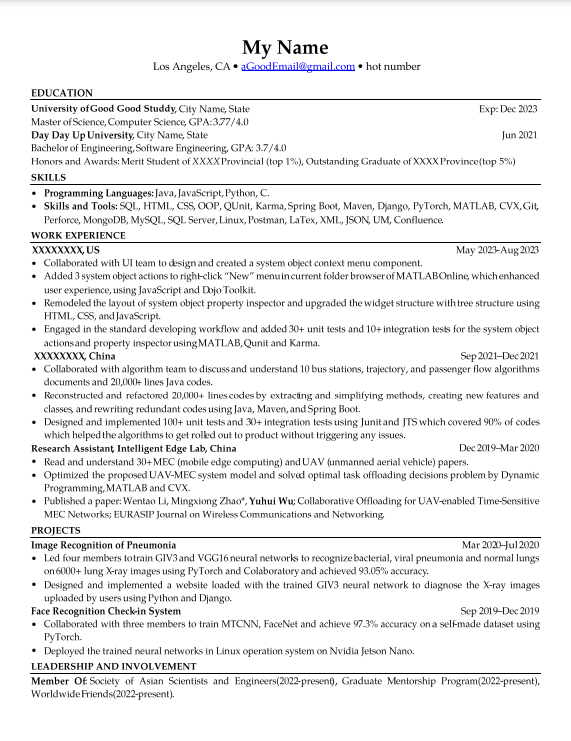 My Name
Los Angeles, CA • aGoodEmail@gmail.com • hot number
EDUCATION
University of Good Good Studdy, City Name, State Exp: Dec 2023
Master of Science, Computer Science, GPA: 3.77/4.0
Day Day Up University, City Name, State Jun 2021
Bachelor of Engineering, Software Engineering, GPA: 3.7/4.0
Honors and Awards: Merit Student of XXXX Provincial (top 1%), Outstanding Graduate of XXXX Province (top 5%)
SKILLS
• Programming Languages: Java, JavaScript, Python, C.
• Skills and Tools: SQL, HTML, CSS, OOP, QUnit, Karma, Spring Boot, Maven, Django, PyTorch, MATLAB, CVX, Git,
Perforce, MongoDB, MySQL, SQL Server, Linux, Postman, LaTex, XML, JSON, UM, Confluence.
WORK EXPERIENCE
XXXXXXXX, US May 2023-Aug 2023
• Collaborated with UI team to design and created a system object context menu component.
• Added 3 system object actions to right-click “New” menu in current folder browser of MATLAB Online, which enhanced
user experience, using JavaScript and Dojo Toolkit.
• Remodeled the layout of system object property inspector and upgraded the widget structure with tree structure using
HTML, CSS, and JavaScript.
• Engaged in the standard developing workflow and added 30+ unit tests and 10+ integration tests for the system object
actions and property inspector using MATLAB, Qunit and Karma.
XXXXXXXX, China Sep 2021–Dec 2021
• Collaborated with algorithm team to discuss and understand 10 bus stations, trajectory, and passenger flow algorithms
documents and 20,000+ lines Java codes.
• Reconstructed and refactored 20,000+ lines codes by extracting and simplifying methods, creating new features and
classes, and rewriting redundant codes using Java, Maven, and Spring Boot.
• Designed and implemented 100+ unit tests and 30+ integration tests using Junit and JTS which covered 90% of codes
which helped the algorithms to get rolled out to product without triggering any issues.
Research Assistant, Intelligent Edge Lab, China Dec 2019–Mar 2020
• Read and understand 30+ MEC (mobile edge computing) and UAV (unmanned aerial vehicle) papers.
• Optimized the proposed UAV-MEC system model and solved optimal task offloading decisions problem by Dynamic
Programming, MATLAB and CVX.
• Published a paper: Wentao Li, Mingxiong Zhao*, Yuhui Wu; Collaborative Offloading for UAV-enabled Time-Sensitive
MEC Networks; EURASIP Journal on Wireless Communications and Networking.
PROJECTS
Image Recognition of Pneumonia Mar 2020–Jul 2020
• Led four members to train GIV3 and VGG16 neural networks to recognize bacterial, viral pneumonia and normal lungs
on 6000+ lung X-ray images using PyTorch and Colaboratory and achieved 93.05% accuracy.
• Designed and implemented a website loaded with the trained GIV3 neural network to diagnose the X-ray images
uploaded by users using Python and Django.
Face Recognition Check-in System Sep 2019–Dec 2019
• Collaborated with three members to train MTCNN, FaceNet and achieve 97.3% accuracy on a self-made dataset using
PyTorch.
• Deployed the trained neural networks in Linux operation system on Nvidia Jetson Nano.
LEADERSHIP AND INVOLVEMENT
Member Of: Society of Asian Scientists and Engineers(2022-present), Graduate Mentorship Program(2022-present),
Worldwide Friends(2022-present).